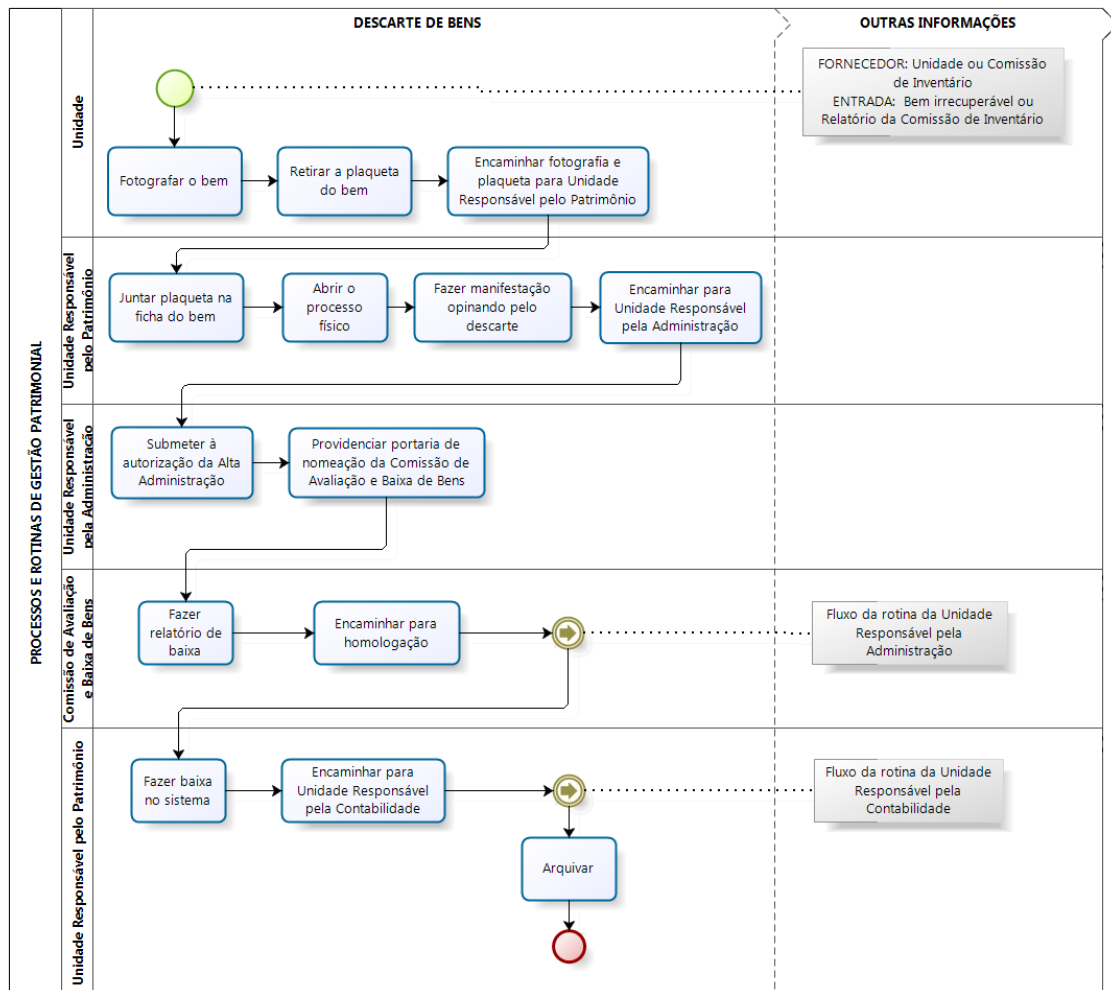 DESCARTE DE BENS
OUTRAS INFORMAÇÕES
PROCESSOS E ROTINAS DE GESTÃO PATRIMONIAL
Unidade
FORNECEDOR: Unidade ou Comissão
de Inventário
ENTRADA:  Bem irrecuperável ou
Relatório da Comissão de Inventário
Fotografar o bem
Retirar a plaqueta
do bem
Encaminhar fotografia e
plaqueta para Unidade
Responsável pelo Patrimônio
Unidade Responsável
pelo Patrimônio
Juntar plaqueta na
ficha do bem
Abrir o
processo
físico
Fazer manifestação
opinando pelo
descarte
Encaminhar para
Unidade Responsável
pela Administração
Unidade Responsável
pela Administração
Submeter à
autorização da Alta
Administração
Providenciar portaria de
nomeação da Comissão de
Avaliação e Baixa de Bens
Comissão de Avaliação
e Baixa de Bens
Fazer
relatório de
baixa
Encaminhar para
homologação
Fluxo da rotina da Unidade
Responsável pela
Administração
Unidade Responsável pelo Patrimônio
Fazer baixa
no sistema
Encaminhar para
Unidade Responsável
pela Contabilidade
Fluxo da rotina da Unidade
Responsável pela
Contabilidade
Arquivar